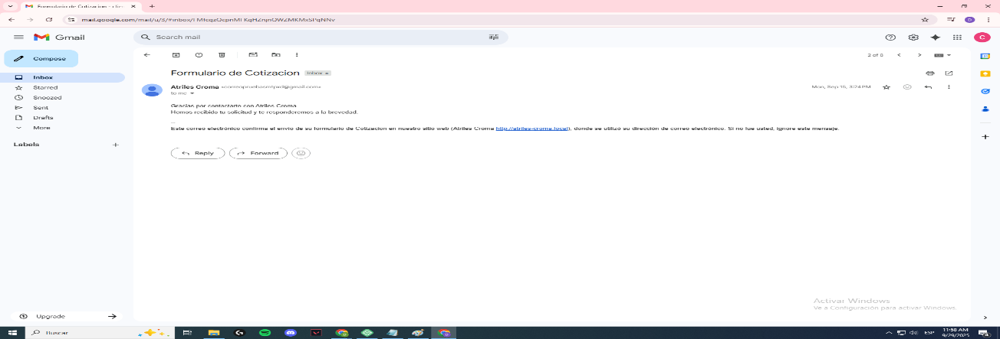 Formulario de Cotizacion - clie
mail.google.com/mail/u/3/#inbox/
Gmail
Search mail
Compose
2 of 8
Inbox
Starred
Snoozed
Sent
Drafts
More
Labels
Formulario de Cotizacion
Inbox x
Atriles Croma
Mon, Sep 15, 3:24 PM
to me
Gracias por contactarte con Atriles Croma
Hemos recibido tu solicitud y te responderemos a la brevedad.
--
Este correo electrónico confirma el envío de su formulario de Cotizacion en nuestro sitio web (Atriles Croma http://atriles-croma.local), donde se utilizó su dirección de correo electrónico. Si no fue usted, ignore este mensaje.
Reply
Forward
Activar Windows
Ve a Configuración para activar Windows.
Upgrade
Buscar
ESP
11:58 AM
9/29/2025